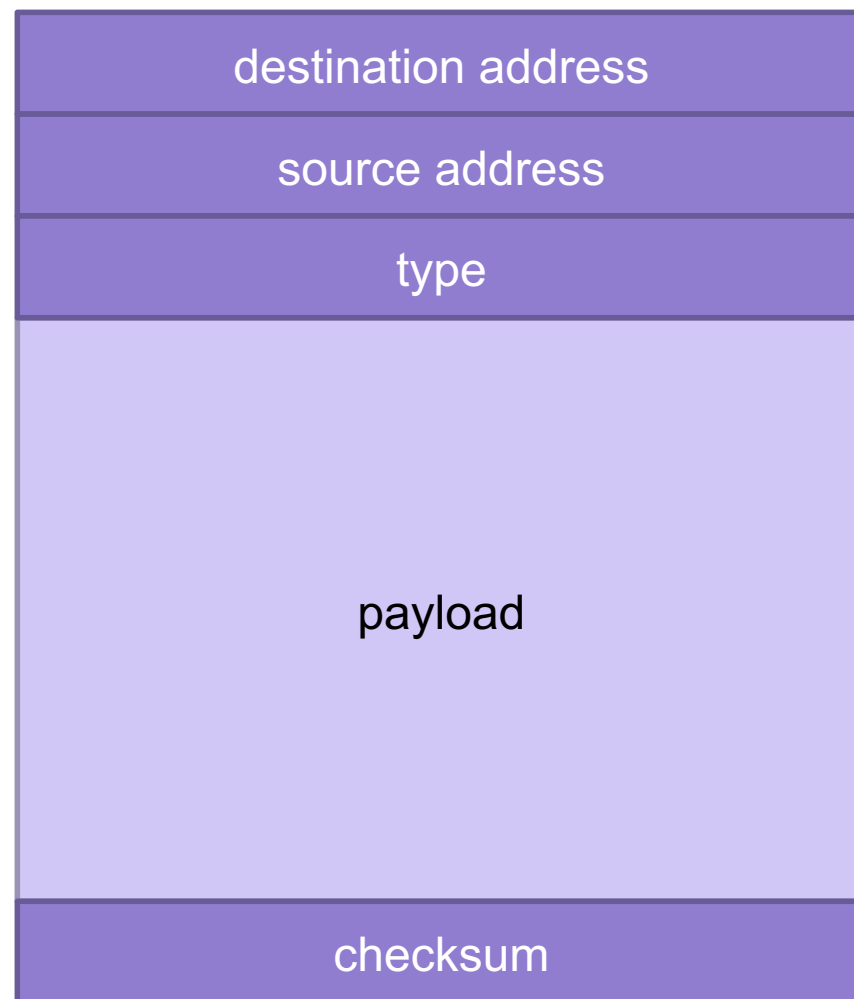 destination address
source address
type
payload
checksum